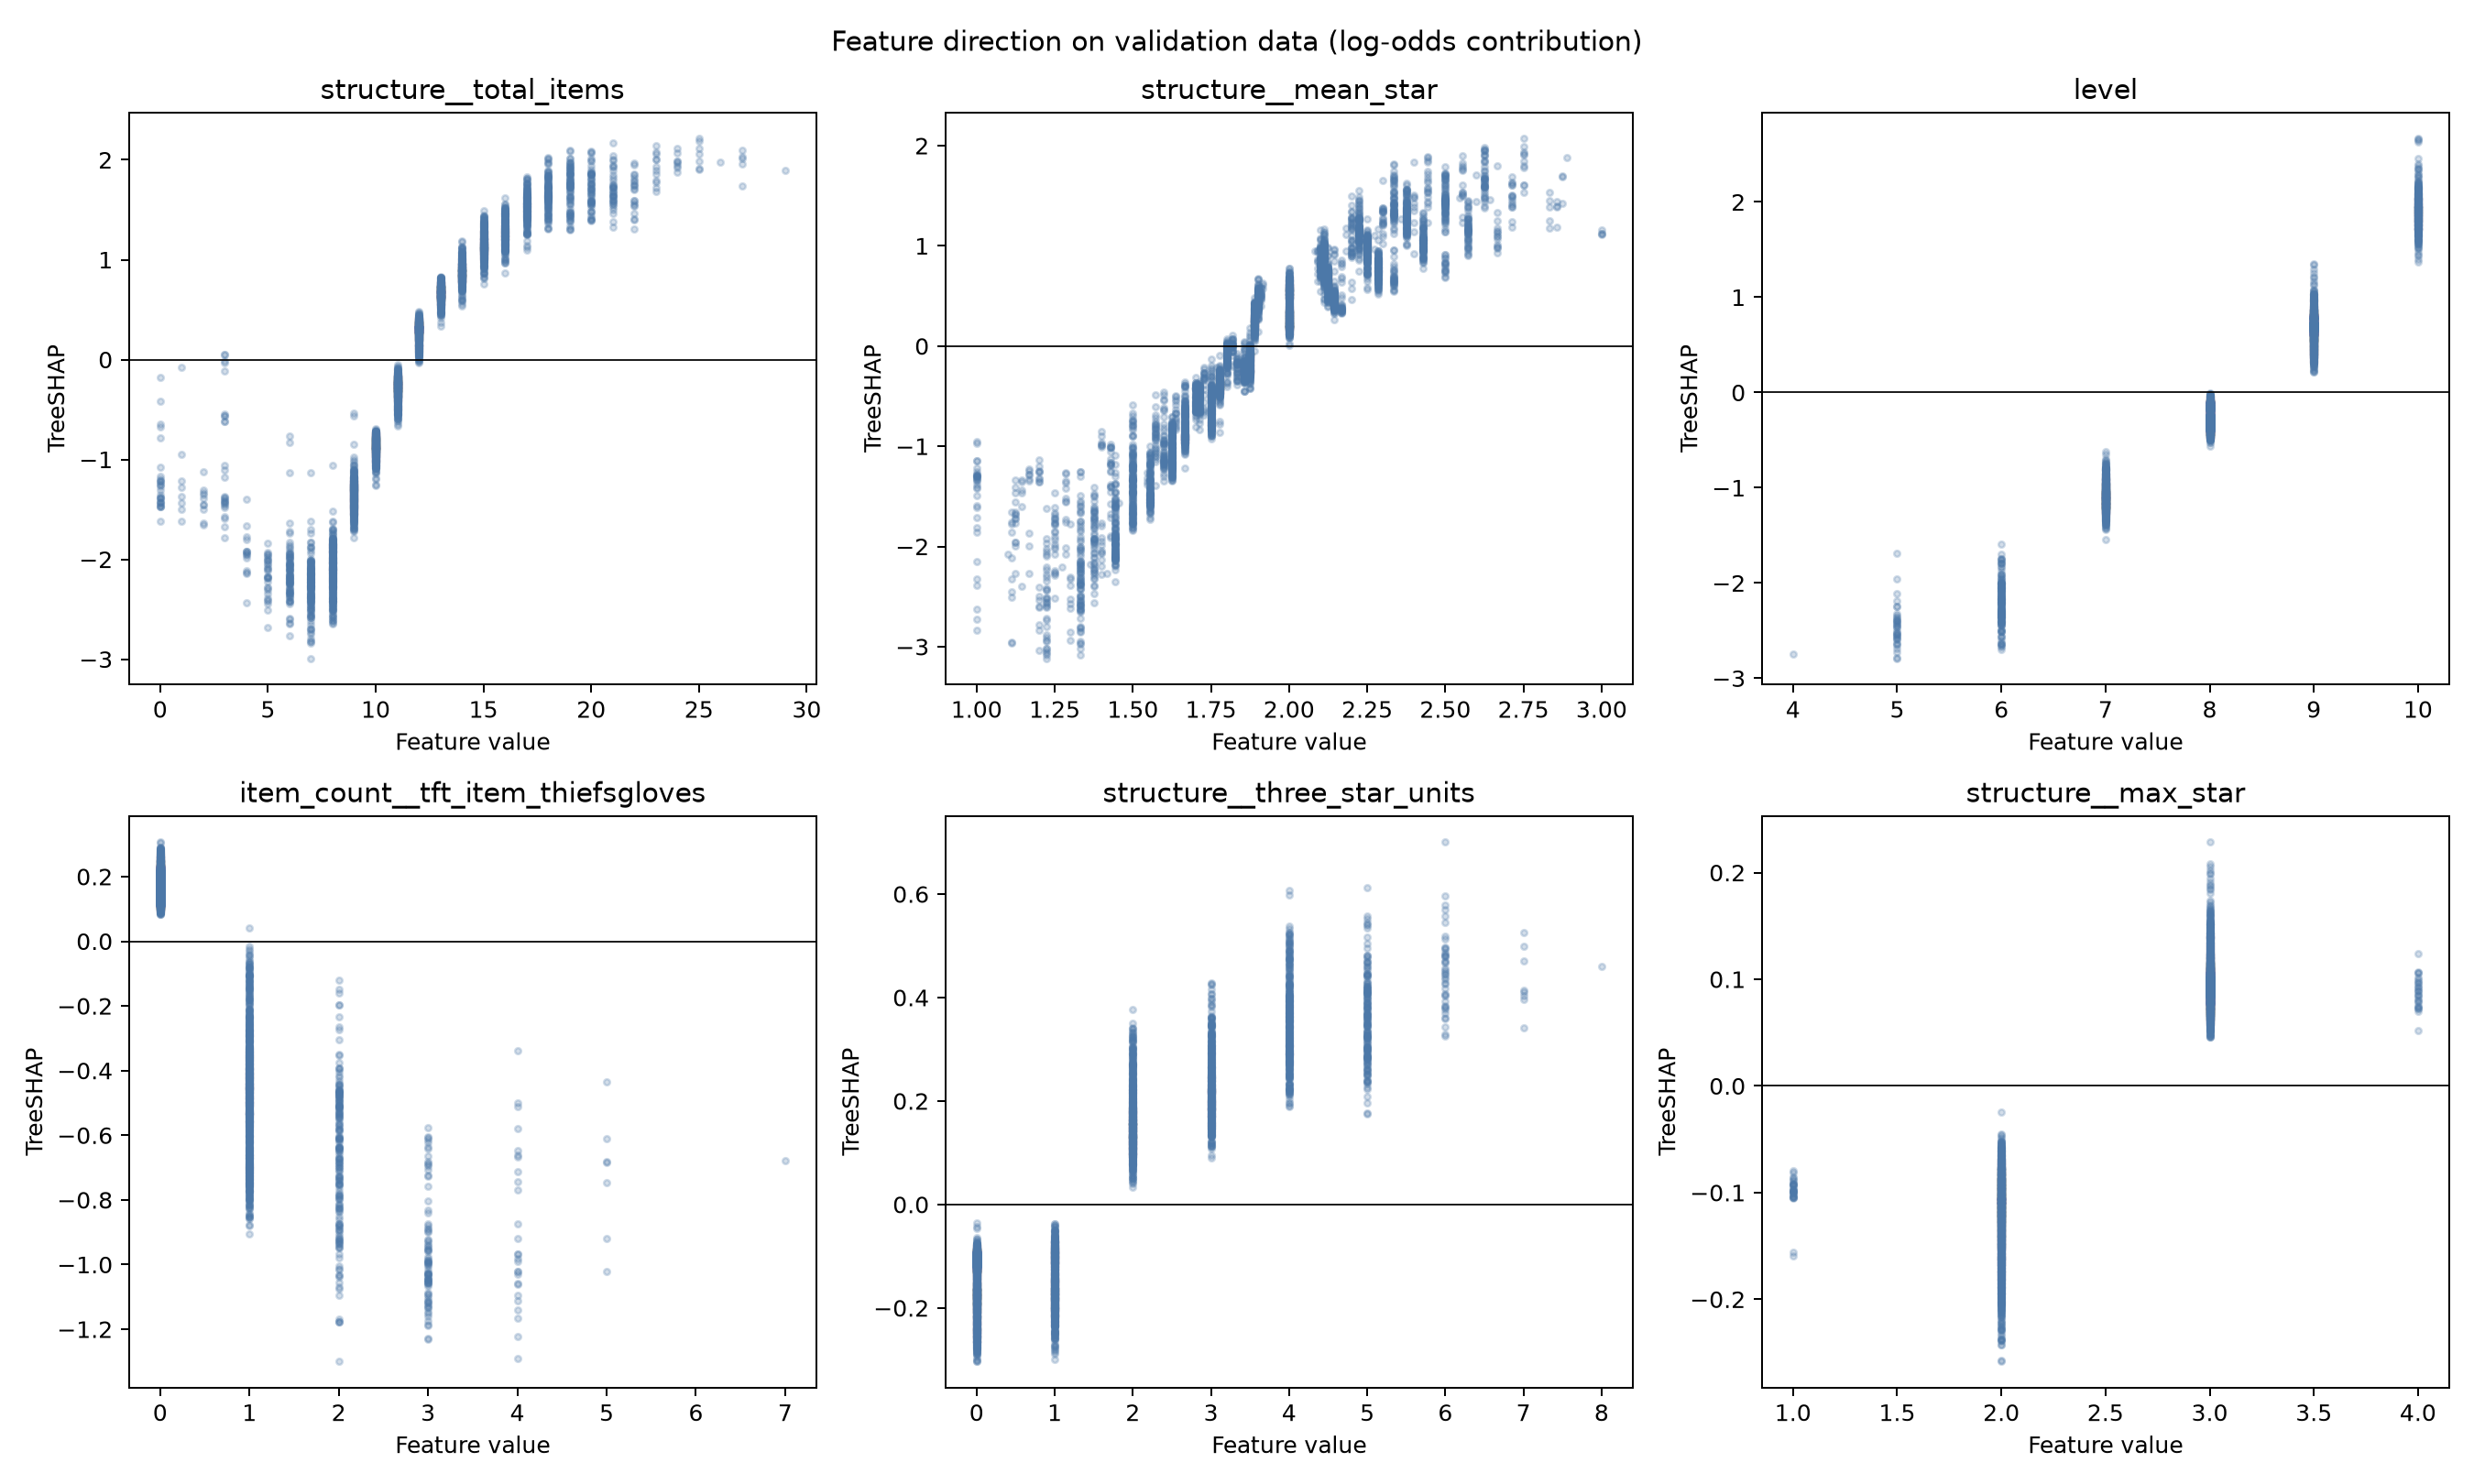 Feature direction on validation data (log-odds contribution)
structure__total_items
structure__mean_star
level
TreeSHAP
2
1
0
−1
−2
−3
0 5 10 15 20 25 30
Feature value
TreeSHAP
2
1
0
−1
−2
−3
1.00 1.25 1.50 1.75 2.00 2.25 2.50 2.75 3.00
Feature value
TreeSHAP
2
1
0
−1
−2
−3
4 5 6 7 8 9 10
Feature value
item_count__tft_item_thiefsgloves
structure__three_star_units
structure__max_star
TreeSHAP
0.2
0.0
−0.2
−0.4
−0.6
−0.8
−1.0
−1.2
0 1 2 3 4 5 6 7
Feature value
TreeSHAP
0.6
0.4
0.2
0.0
−0.2
0 1 2 3 4 5 6 7 8
Feature value
TreeSHAP
0.2
0.1
0.0
−0.1
−0.2
1.0 1.5 2.0 2.5 3.0 3.5 4.0
Feature value